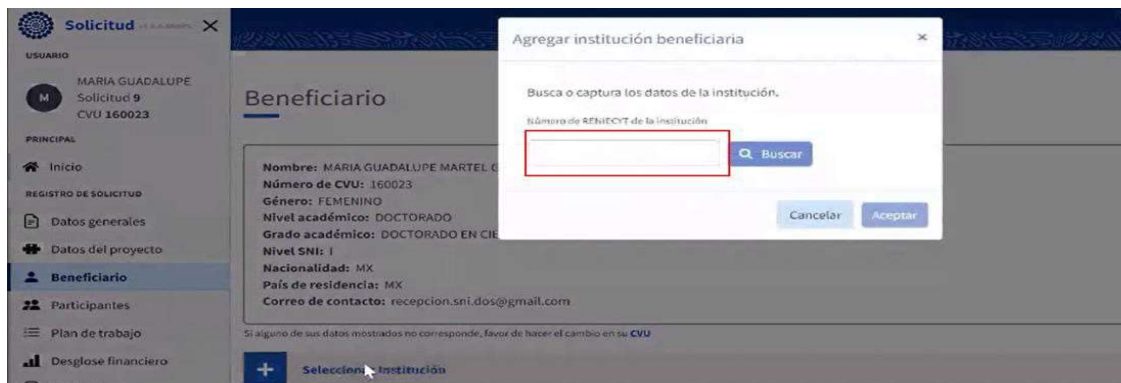 Solicitud
USUARIO
M
MARIA GUADALUPE
Solicitud 9
CVU 160023
PRINCIPAL
Inicio
REGISTRO DE SOLICITUD
Datos generales
Datos del proyecto
Beneficiario
Participantes
Plan de trabajo
Desglose financiero
Beneficiario
Nombre: MARIA GUADALUPE MARTEL
Número de CVU: 160023
Género: FEMENINO
Nivel académico: DOCTORADO
Grado académico: DOCTORADO EN CIE
Nivel SNI: I
Nacionalidad: MX
País de residencia: MX
Correo de contacto: recepcion.sni.dos@gmail.com
Si alguno de sus datos mostrados no corresponde, favor de hacer el cambio en su CVU
Seleccionar Institución
Agregar institución beneficiaria
Busca o captura los datos de la institución.
Número de RENIECYT de la institución
Buscar
Cancelar Aceptar